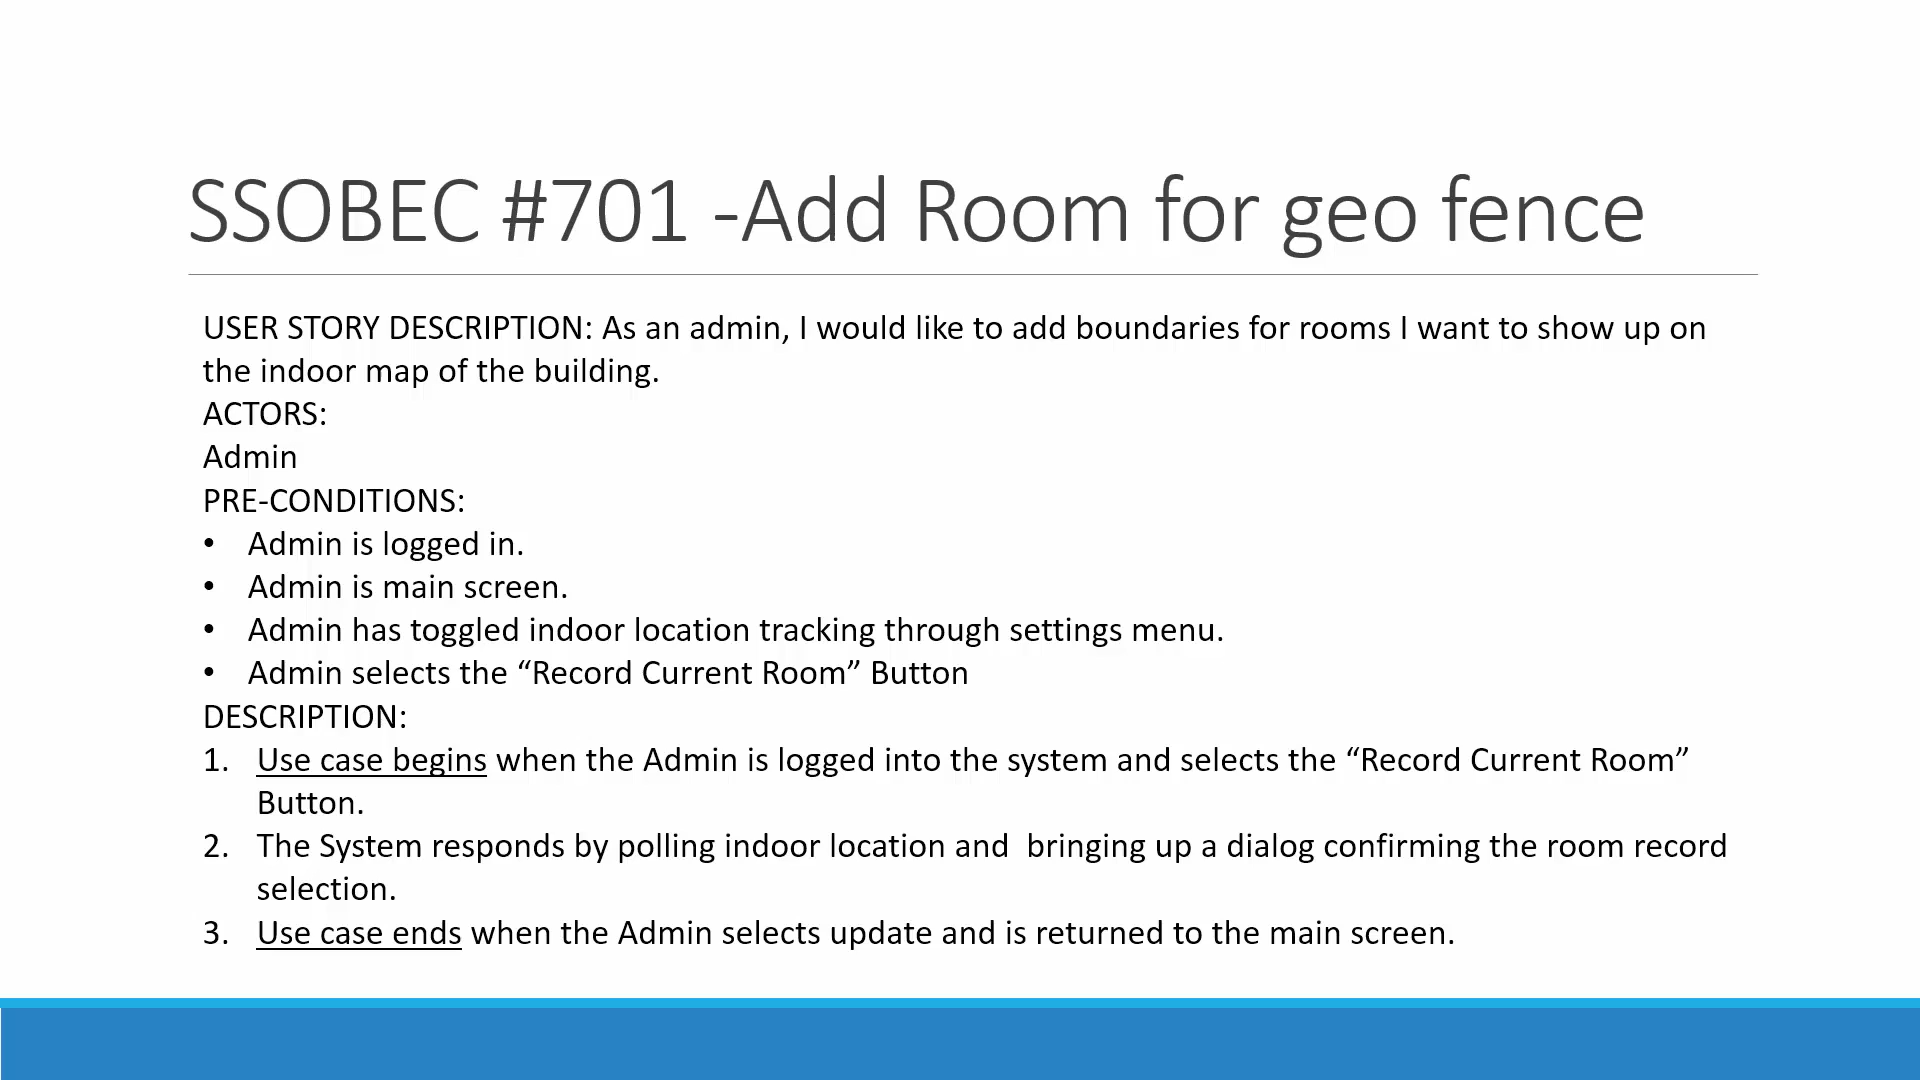 SSOBEC #701 -Add Room for geo fence
USER STORY DESCRIPTION: As an admin, I would like to add boundaries for rooms I want to show up on
the indoor map of the building.
ACTORS:
Admin
PRE-CONDITIONS:
• Admin is logged in.
• Admin is main screen.
• Admin has toggled indoor location tracking through settings menu.
• Admin selects the “Record Current Room” Button
DESCRIPTION:
1. Use case begins when the Admin is logged into the system and selects the “Record Current Room”
Button.
2. The System responds by polling indoor location and  bringing up a dialog confirming the room record
selection.
3. Use case ends when the Admin selects update and is returned to the main screen.